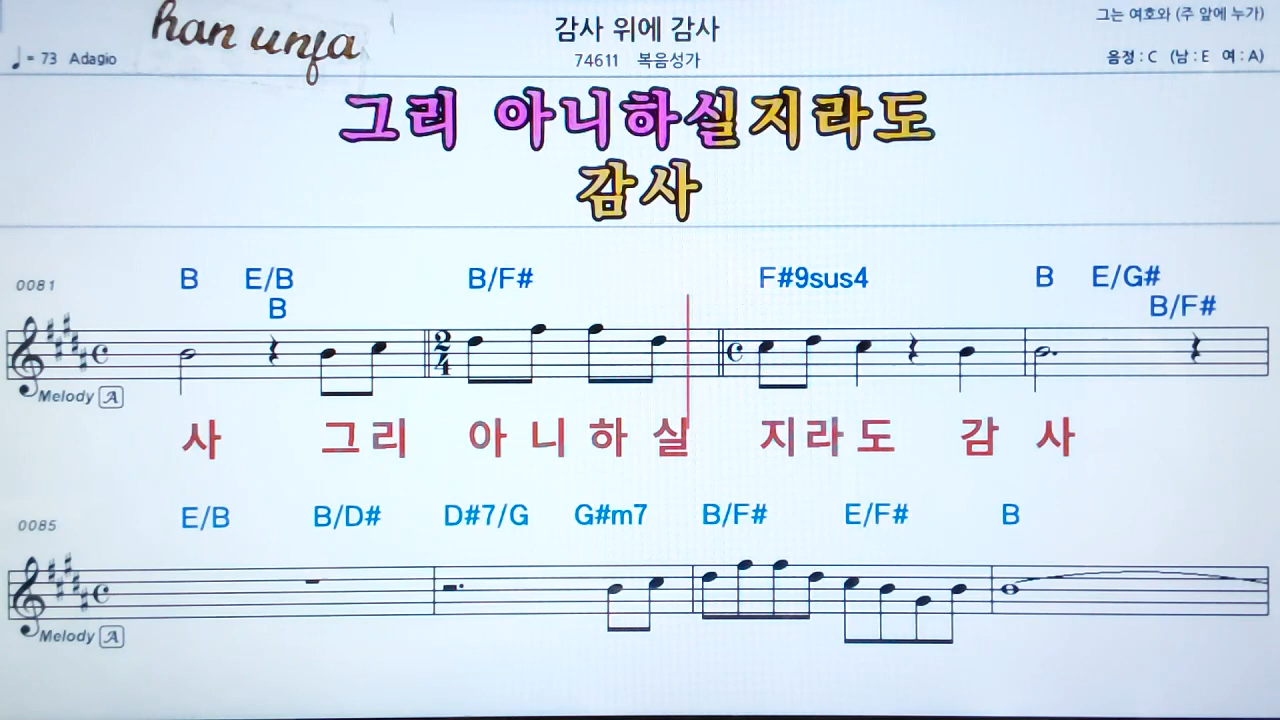 han unja
감사 위에 감사
그는 여호와 (주 앞에 누가)
♩ = 73 Adagio
74611 복음성가
음정 : C (남 : E 여 : A)
그리 아니하실지라도
감사
0081
B E/B B B/F# F#9sus4 B E/G# B/F#
2/4
Melody A
사 그리 아니하실 지라도 감 사
0085
E/B B/D# D#7/G G#m7 B/F# E/F# B
Melody A